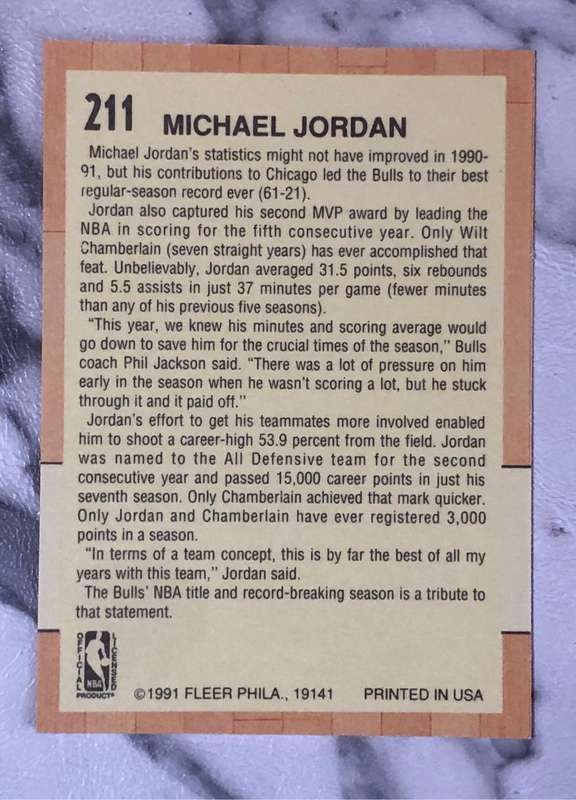 211 MICHAEL JORDAN
Michael Jordan's statistics might not have improved in 1990-
91, but his contributions to Chicago led the Bulls to their best
regular-season record ever (61-21).
Jordan also captured his second MVP award by leading the
NBA in scoring for the fifth consecutive year. Only Wilt
Chamberlain (seven straight years) has ever accomplished that
feat. Unbelievably, Jordan averaged 31.5 points, six rebounds
and 5.5 assists in just 37 minutes per game (fewer minutes
than any of his previous five seasons).
"This year, we knew his minutes and scoring average would
go down to save him for the crucial times of the season," Bulls
coach Phil Jackson said. "There was a lot of pressure on him
early in the season when he wasn't scoring a lot, but he stuck
through it and it paid off."
Jordan's effort to get his teammates more involved enabled
him to shoot a career-high 53.9 percent from the field. Jordan
was named to the All Defensive team for the second
consecutive year and passed 15,000 career points in just his
seventh season. Only Chamberlain achieved that mark quicker.
Only Jordan and Chamberlain have ever registered 3,000
points in a season.
"In terms of a team concept, this is by far the best of all my
years with this team," Jordan said.
The Bulls' NBA title and record-breaking season is a tribute to
that statement.
OFFICIAL
LICENSED
NBA
PRODUCT®
©1991 FLEER PHILA., 19141 PRINTED IN USA